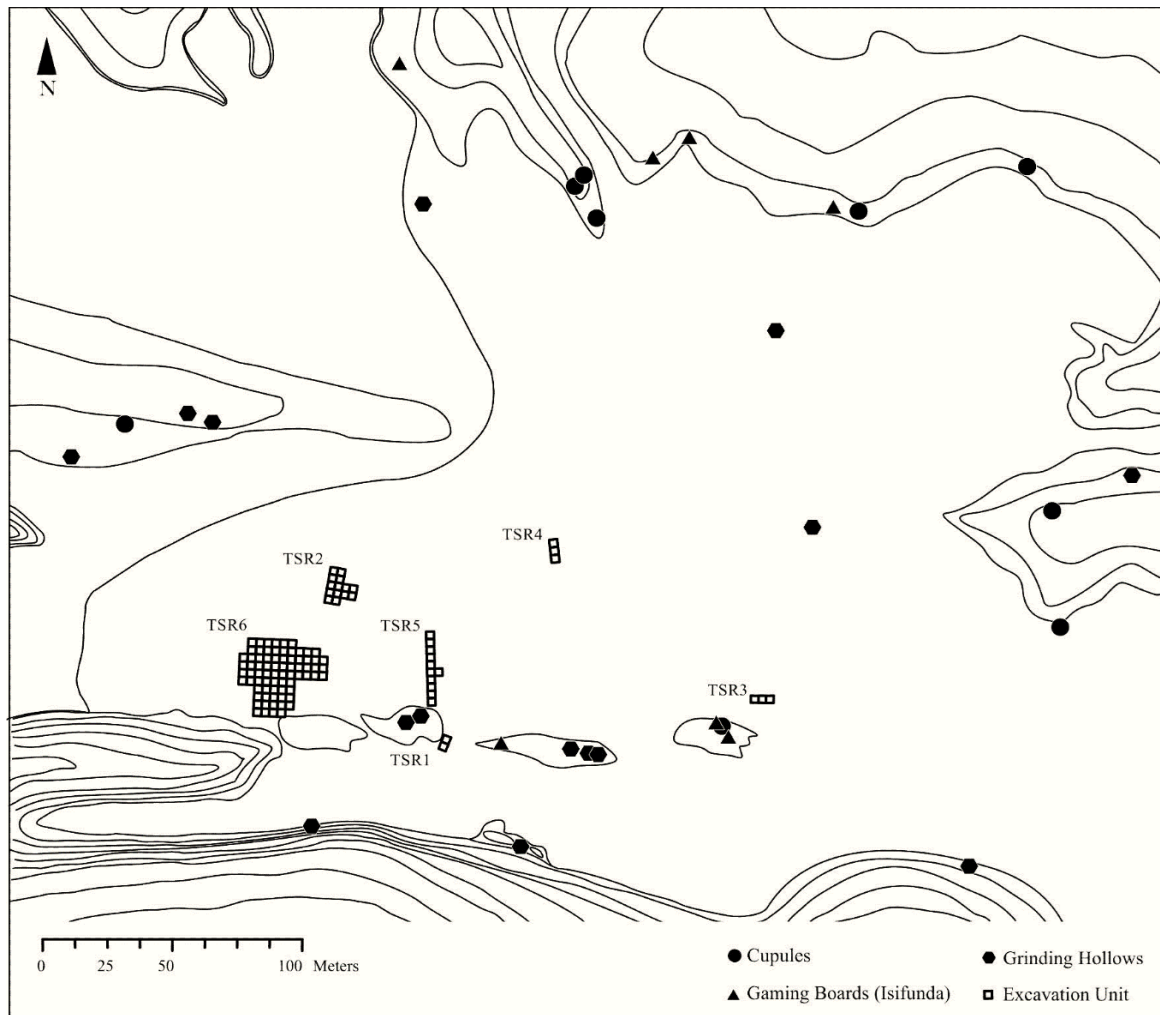 N
TSR4
TSR2
TSR6
TSR5
TSR3
TSR1
0 25 50 100 Meters
Cupules
Grinding Hollows
Gaming Boards (Isifunda)
Excavation Unit